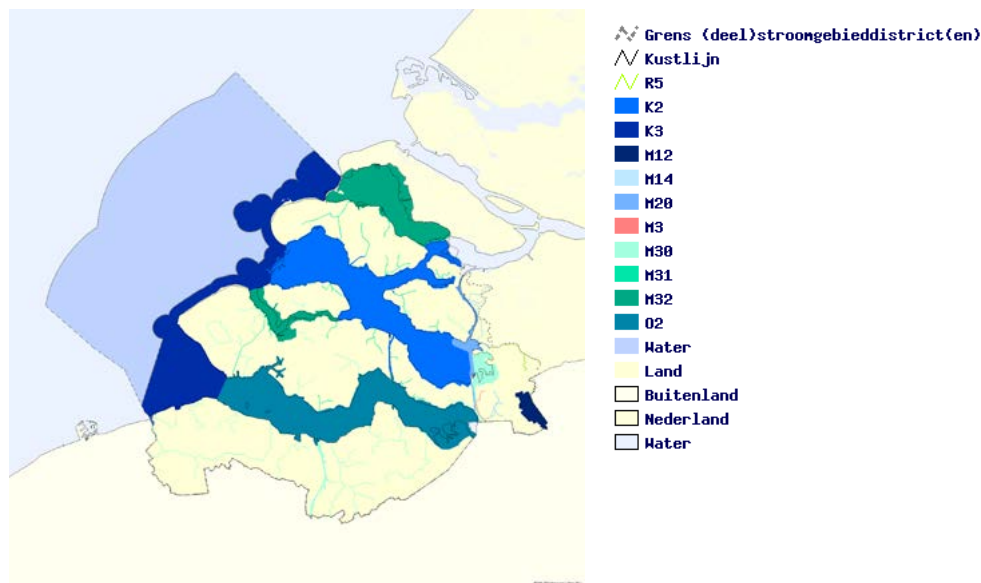 Grens (deel)stroomgebieddistrict(en)
Kustlijn
R5
K2
K3
M12
M14
M20
M3
M30
M31
M32
O2
Water
Land
Buitenland
Nederland
Water